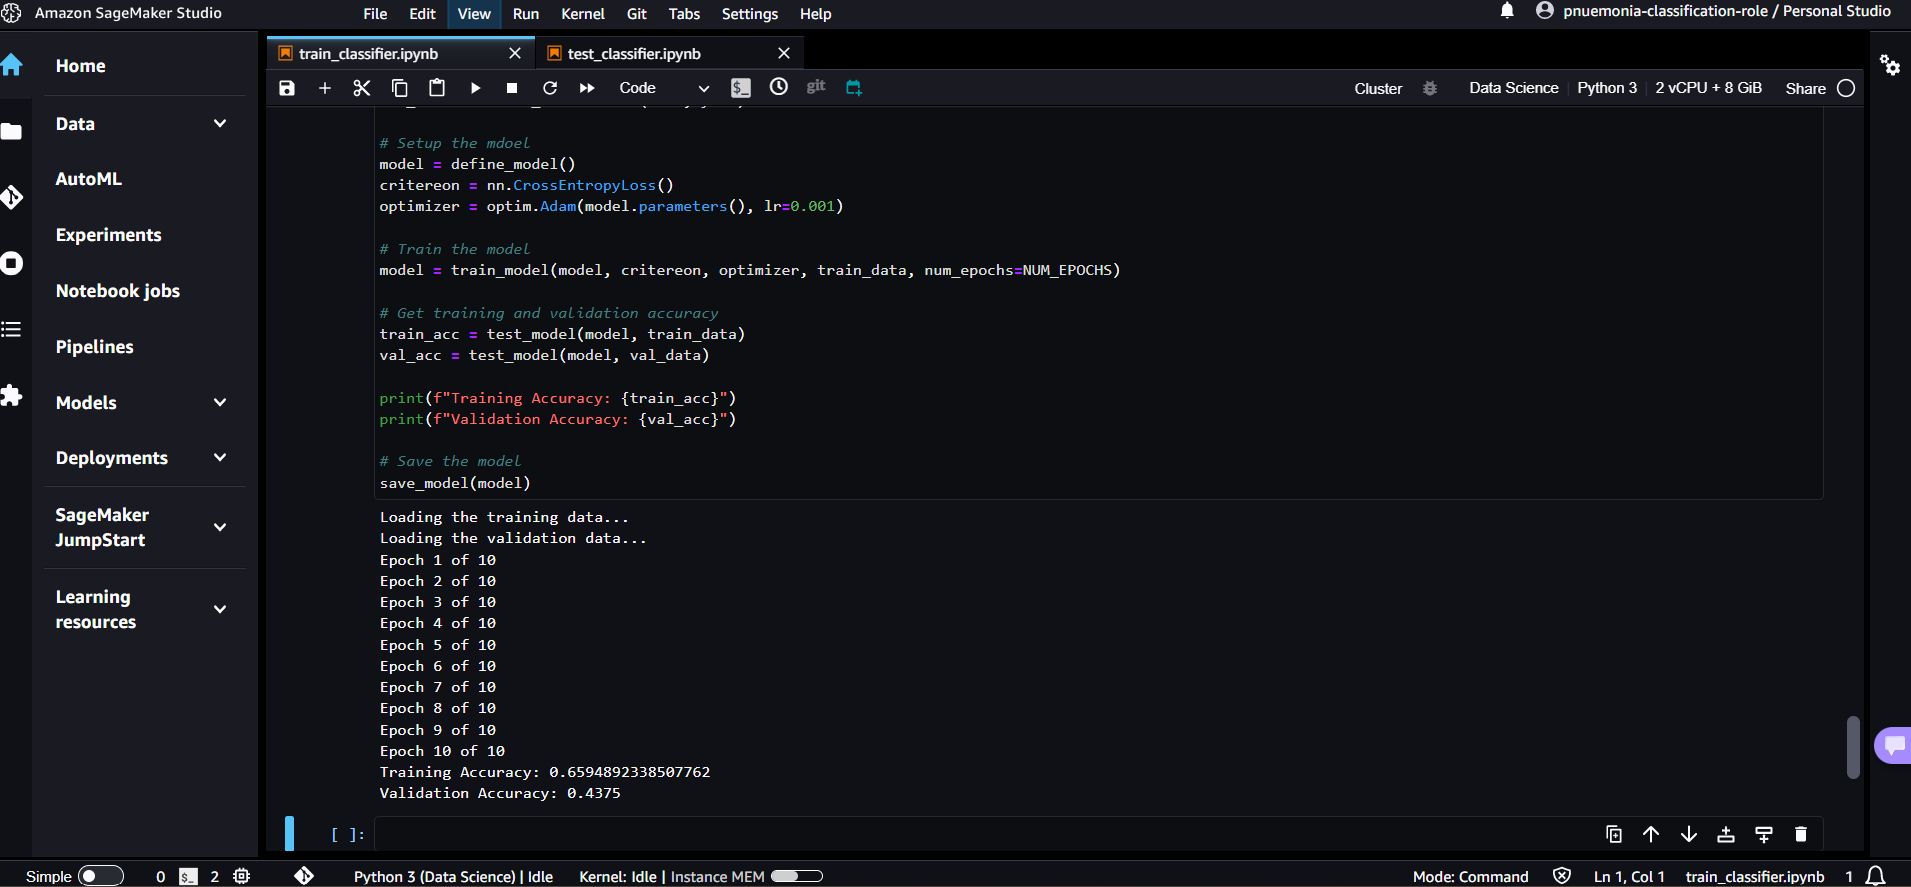 Amazon SageMaker Studio
File Edit View Run Kernel Git Tabs Settings Help
pnuemonia-classification-role / Personal Studio
train_classifier.ipynb
test_classifier.ipynb
Code
$_
git
Cluster
Data Science
Python 3
2 vCPU + 8 GiB
Share
Home
Data
AutoML
Experiments
Notebook jobs
Pipelines
Models
Deployments
SageMaker
JumpStart
Learning
resources
# Setup the mdoel
model = define_model()
critereon = nn.CrossEntropyLoss()
optimizer = optim.Adam(model.parameters(), lr=0.001)
# Train the model
model = train_model(model, critereon, optimizer, train_data, num_epochs=NUM_EPOCHS)
# Get training and validation accuracy
train_acc = test_model(model, train_data)
val_acc = test_model(model, val_data)
print(f"Training Accuracy: {train_acc}")
print(f"Validation Accuracy: {val_acc}")
# Save the model
save_model(model)
Loading the training data...
Loading the validation data...
Epoch 1 of 10
Epoch 2 of 10
Epoch 3 of 10
Epoch 4 of 10
Epoch 5 of 10
Epoch 6 of 10
Epoch 7 of 10
Epoch 8 of 10
Epoch 9 of 10
Epoch 10 of 10
Training Accuracy: 0.6594892338507762
Validation Accuracy: 0.4375
[ ]:
Simple 0 $_ 2 Python 3 (Data Science) | Idle Kernel: Idle | Instance MEM Mode: Command Ln 1, Col 1 train_classifier.ipynb 1